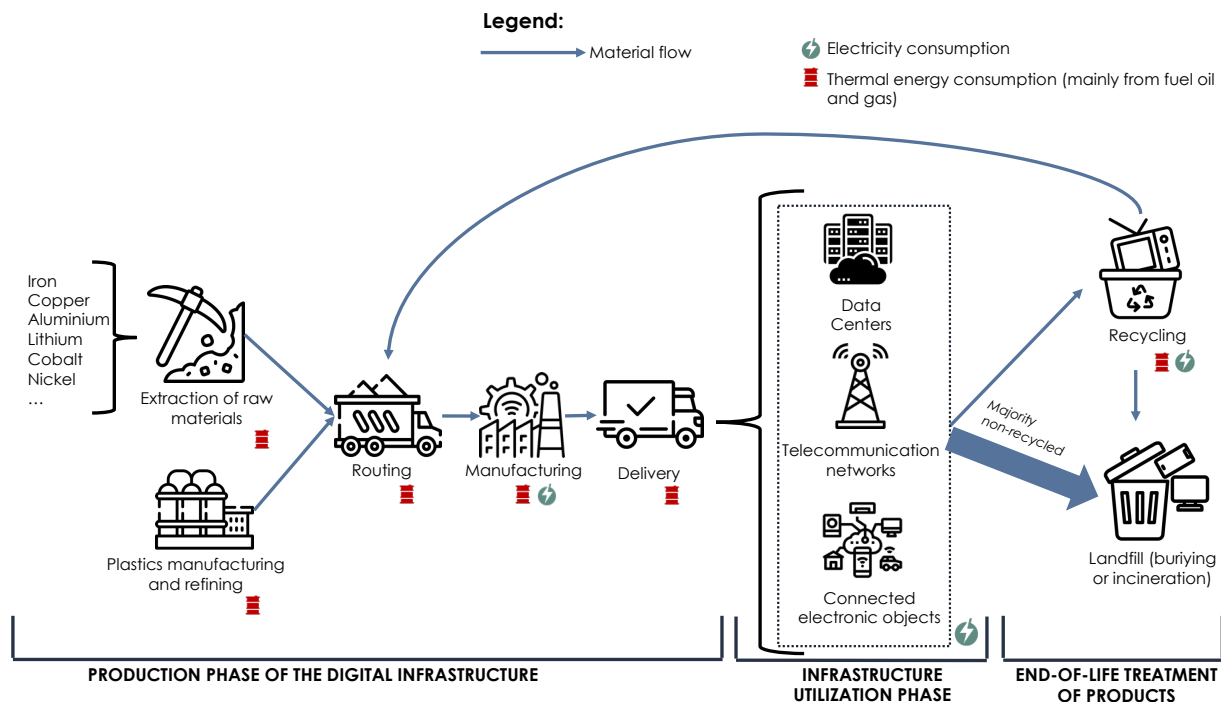 Legend:
Material flow
Electricity consumption
Thermal energy consumption (mainly from fuel oil
and gas)
Iron
Copper
Aluminium
Lithium
Cobalt
Nickel
...
Extraction of raw
materials
Plastics manufacturing
and refining
Routing
Manufacturing
Delivery
Data
Centers
Telecommunication
networks
Connected
electronic objects
Majority
non-recycled
Recycling
Landfill (buriying
or incineration)
PRODUCTION PHASE OF THE DIGITAL INFRASTRUCTURE
INFRASTRUCTURE
UTILIZATION PHASE
END-OF-LIFE TREATMENT
OF PRODUCTS